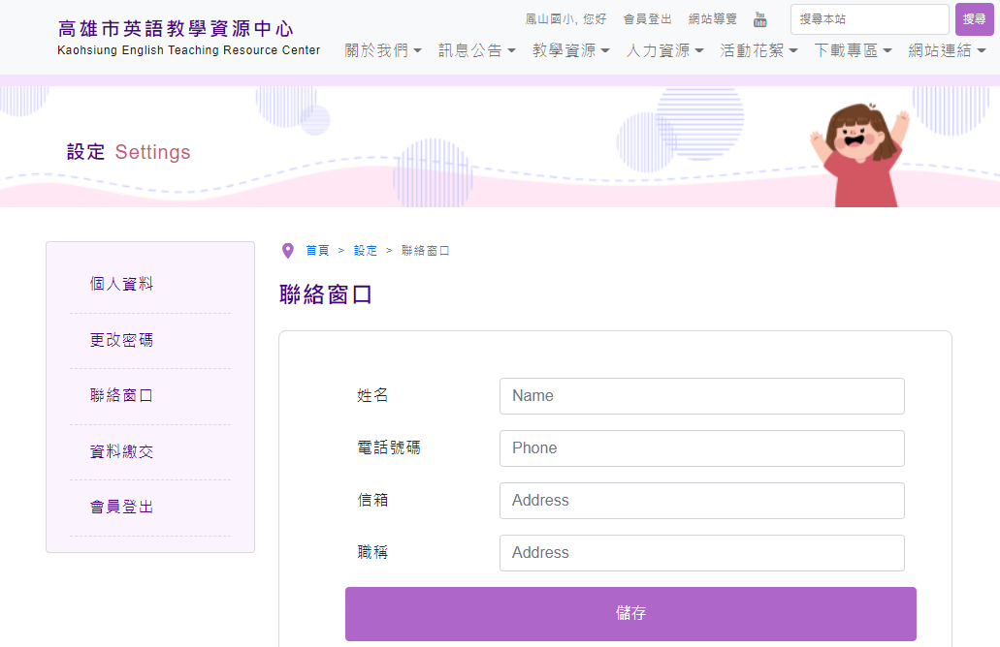 高雄市英語教學資源中心
Kaohsiung English Teaching Resource Center
鳳山國小, 您好 會員登出 網站導覽 You Tube 搜尋本站 搜尋
關於我們 訊息公告 教學資源 人力資源 活動花絮 下載專區 網站連結
設定 Settings
個人資料
更改密碼
聯絡窗口
資料繳交
會員登出
首頁 > 設定 > 聯絡窗口
聯絡窗口
姓名 Name
電話號碼 Phone
信箱 Address
職稱 Address
儲存